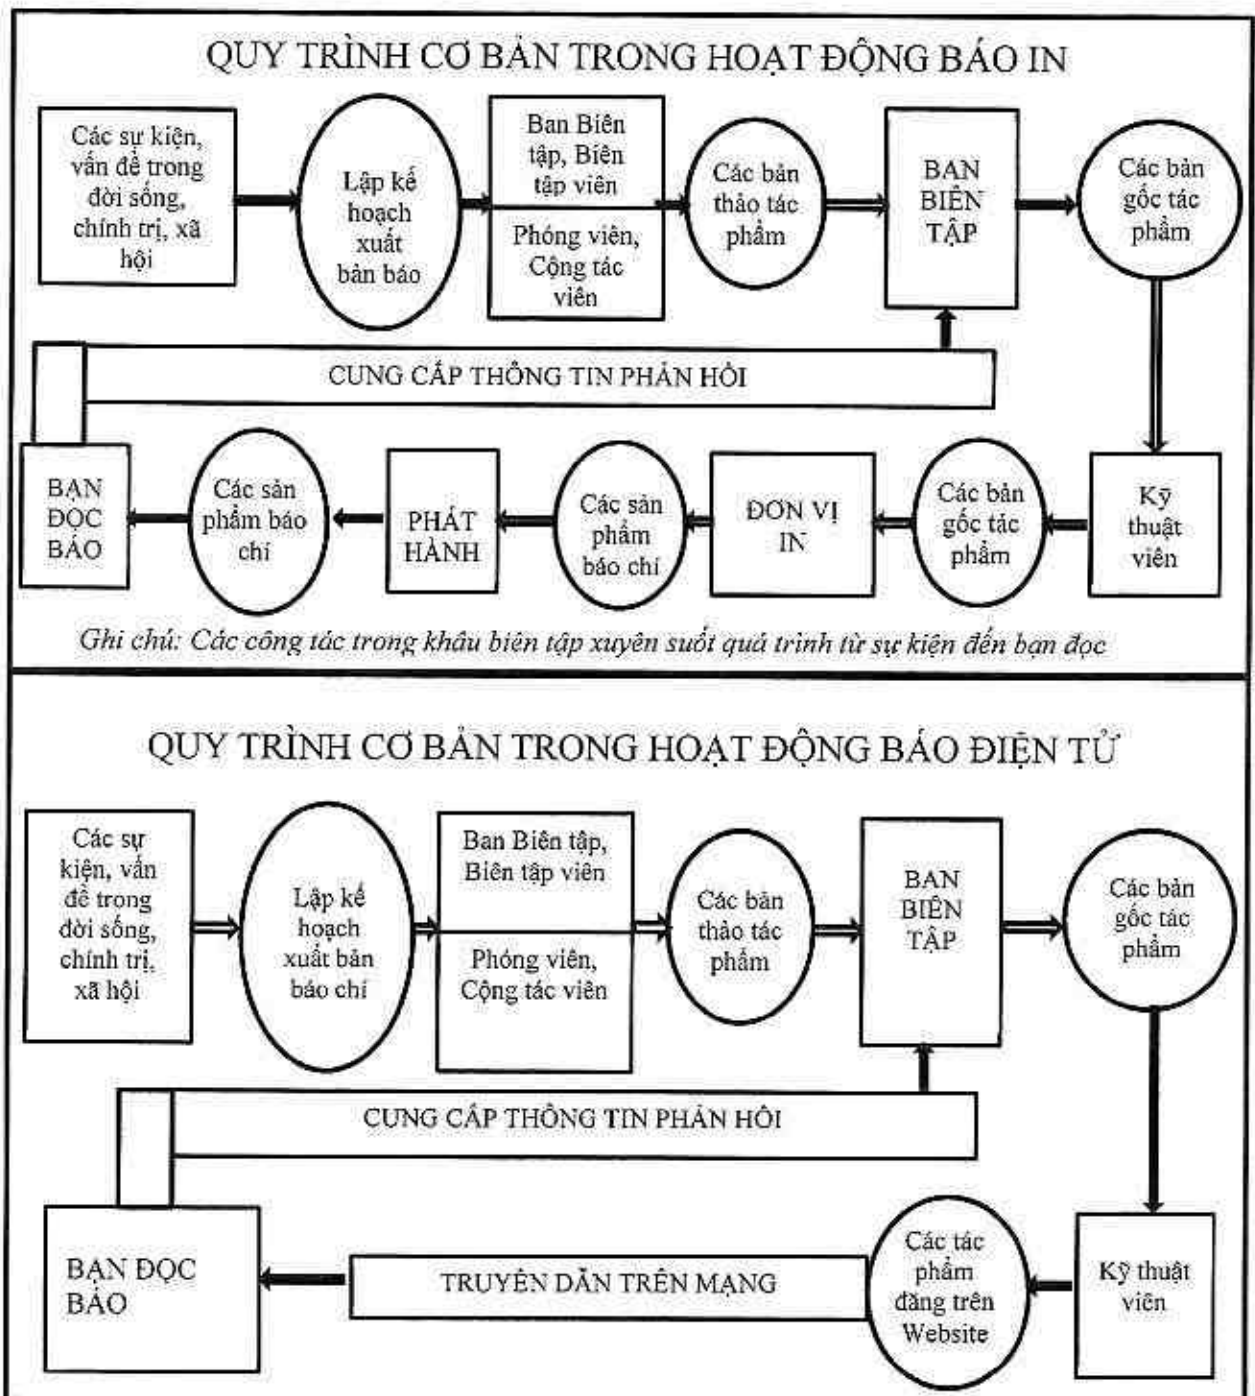 QUY TRÌNH CƠ BẢN TRONG HOẠT ĐỘNG BÁO IN
Các sự kiện,
vấn đề trong
đời sống,
chính trị, xã
hội
Lập kế
hoạch
xuất
bản báo
Ban Biên
tập, Biên
tập viên
Phóng viên,
Cộng tác
viên
Các bản
thảo tác
phẩm
BAN
BIÊN
TẬP
Các bản
gốc tác
phẩm
CUNG CẤP THÔNG TIN PHẢN HỒI
BẠN
ĐỌC
BÁO
Các sản
phẩm báo
chí
PHÁT
HÀNH
Các sản
phẩm
báo chí
ĐƠN VỊ
IN
Các bản
gốc tác
phẩm
Kỹ
thuật
viên
Ghi chú: Các công tác trong khâu biên tập xuyên suốt quá trình từ sự kiện đến bạn đọc
QUY TRÌNH CƠ BẢN TRONG HOẠT ĐỘNG BÁO ĐIỆN TỬ
Các sự
kiện, vấn
đề trong
đời sống,
chính trị,
xã hội
Lập kế
hoạch
xuất bản
báo chí
Ban Biên tập,
Biên tập viên
Phóng viên,
Cộng tác viên
Các bản
thảo tác
phẩm
BAN
BIÊN
TẬP
Các bản
gốc tác
phẩm
CUNG CẤP THÔNG TIN PHẢN HỒI
BẠN ĐỌC
BÁO
TRUYỀN DẪN TRÊN MẠNG
Các tác
phẩm
đăng trên
Website
Kỹ thuật
viên